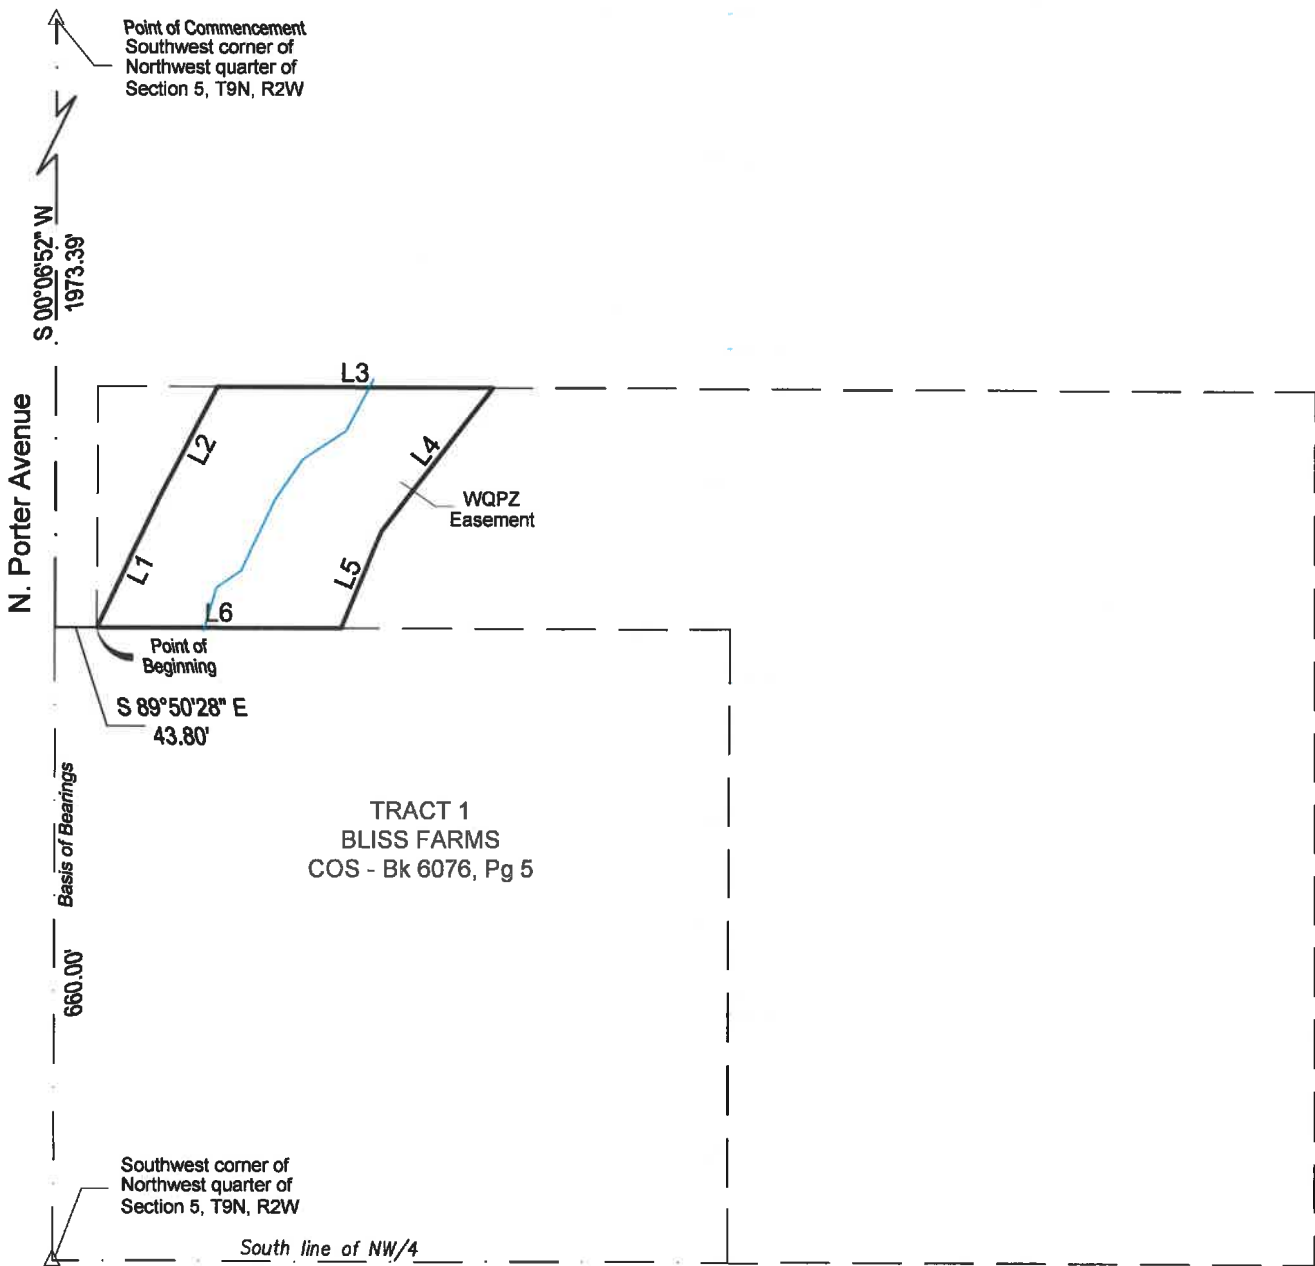 Point of Commencement
Southwest corner of
Northwest quarter of
Section 5, T9N, R2W
S 00°06'52" W
1973.39'
N. Porter Avenue
L3
L2
L4
WQPZ
Easement
L1
L5
L6
Point of
Beginning
S 89°50'28" E
43.80'
Basis of Bearings
TRACT 1
BLISS FARMS
COS - Bk 6076, Pg 5
660.00'
Southwest corner of
Northwest quarter of
Section 5, T9N, R2W
South line of NW/4